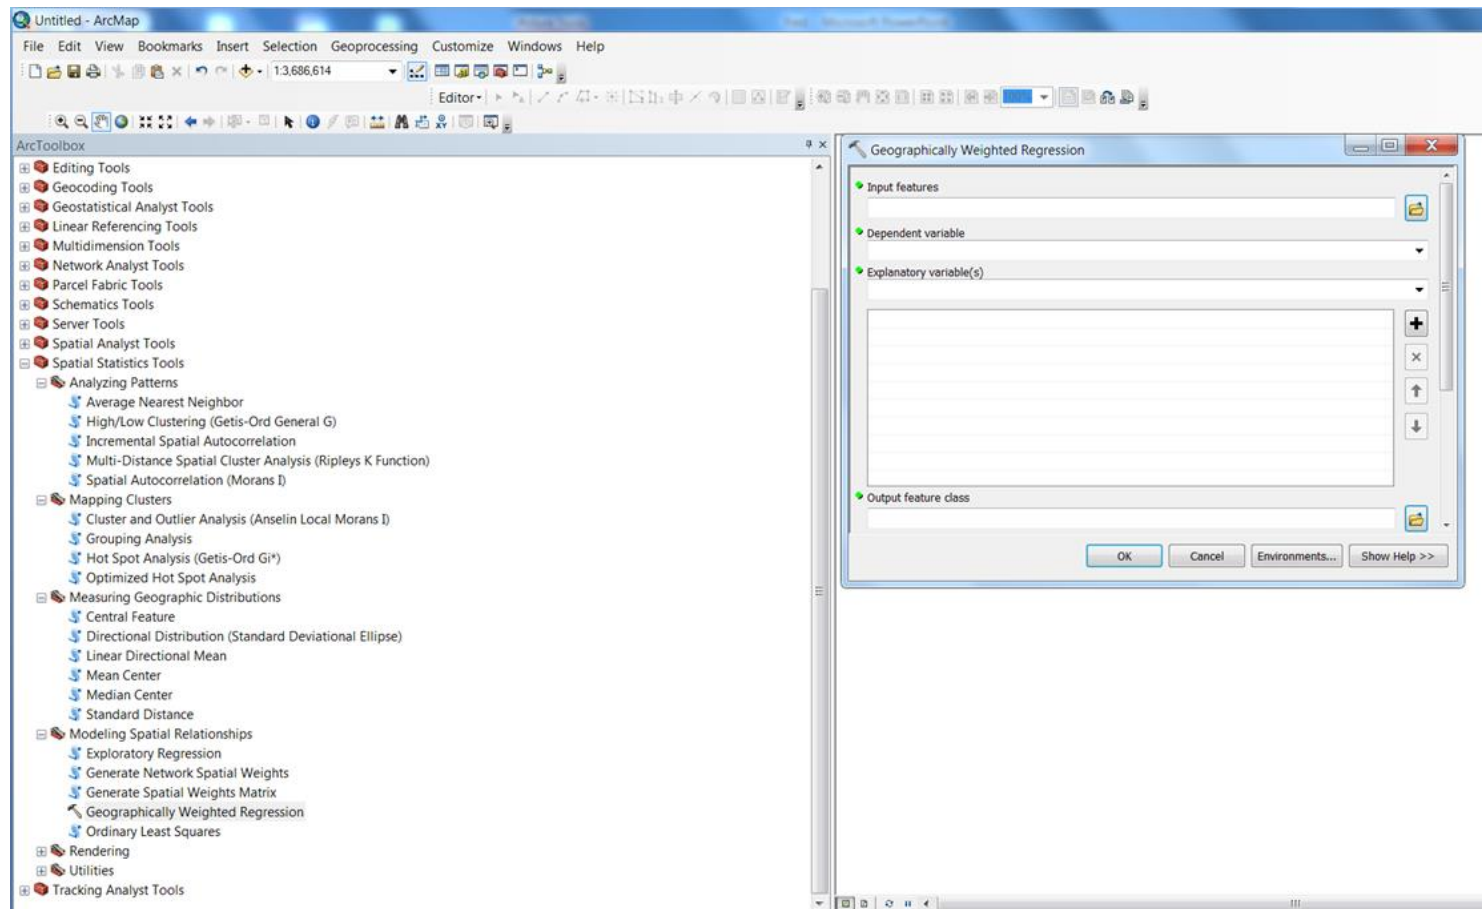 Untitled - ArcMap
File Edit View Bookmarks Insert Selection Geoprocessing Customize Windows Help
1:3,686,614
Editor
ArcToolbox
Editing Tools
Geocoding Tools
Geostatistical Analyst Tools
Linear Referencing Tools
Multidimension Tools
Network Analyst Tools
Parcel Fabric Tools
Schematics Tools
Server Tools
Spatial Analyst Tools
Spatial Statistics Tools
Analyzing Patterns
Average Nearest Neighbor
High/Low Clustering (Getis-Ord General G)
Incremental Spatial Autocorrelation
Multi-Distance Spatial Cluster Analysis (Ripleys K Function)
Spatial Autocorrelation (Morans I)
Mapping Clusters
Cluster and Outlier Analysis (Anselin Local Morans I)
Grouping Analysis
Hot Spot Analysis (Getis-Ord Gi*)
Optimized Hot Spot Analysis
Measuring Geographic Distributions
Central Feature
Directional Distribution (Standard Deviational Ellipse)
Linear Directional Mean
Mean Center
Median Center
Standard Distance
Modeling Spatial Relationships
Exploratory Regression
Generate Network Spatial Weights
Generate Spatial Weights Matrix
Geographically Weighted Regression
Ordinary Least Squares
Rendering
Utilities
Tracking Analyst Tools
Geographically Weighted Regression
Input features
Dependent variable
Explanatory variable(s)
Output feature class
OK Cancel Environments... Show Help >>